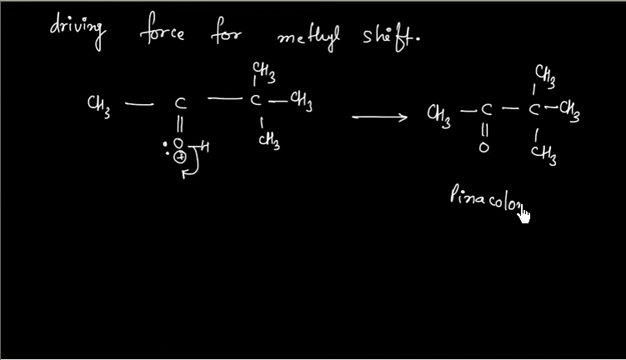 driving force for methyl shift.
CH3 CH3
CH3 — C — C — CH3 ⟶ CH3 — C — C — CH3
|| CH3 || CH3
:O — H O
⊕
Pinacolon